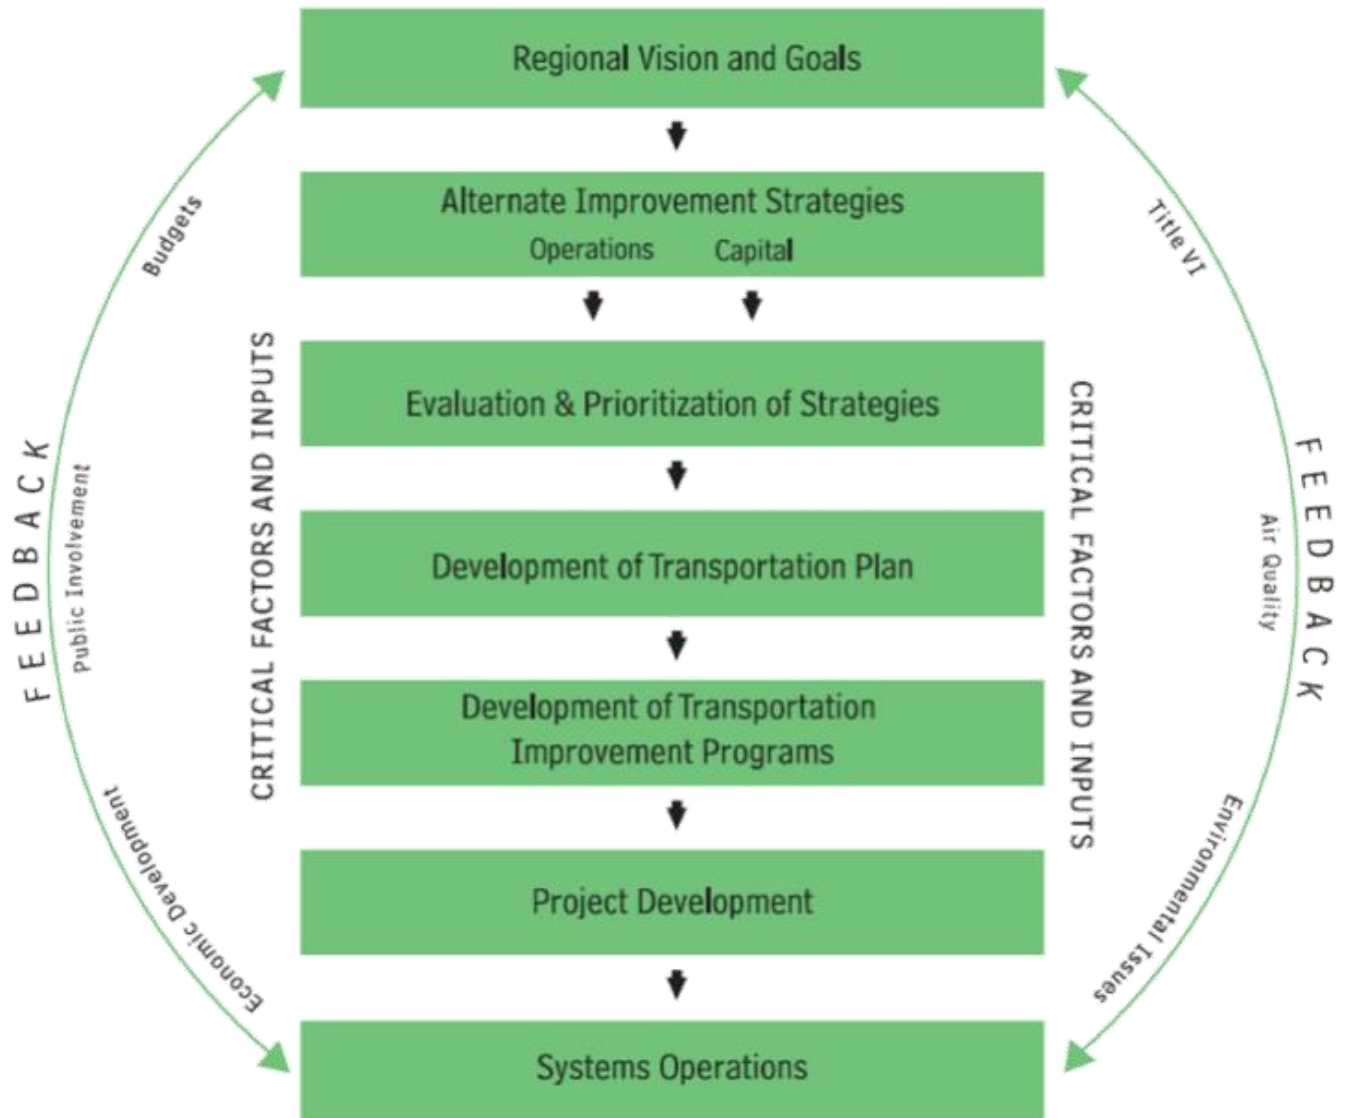 Regional Vision and Goals
Alternate Improvement Strategies
Operations Capital
Evaluation & Prioritization of Strategies
Development of Transportation Plan
Development of Transportation
Improvement Programs
Project Development
Systems Operations
FEEDBACK
Budgets
Public Involvement
Economic Development
CRITICAL FACTORS AND INPUTS
CRITICAL FACTORS AND INPUTS
Title VI
Air Quality
Environmental Issues
FEEDBACK